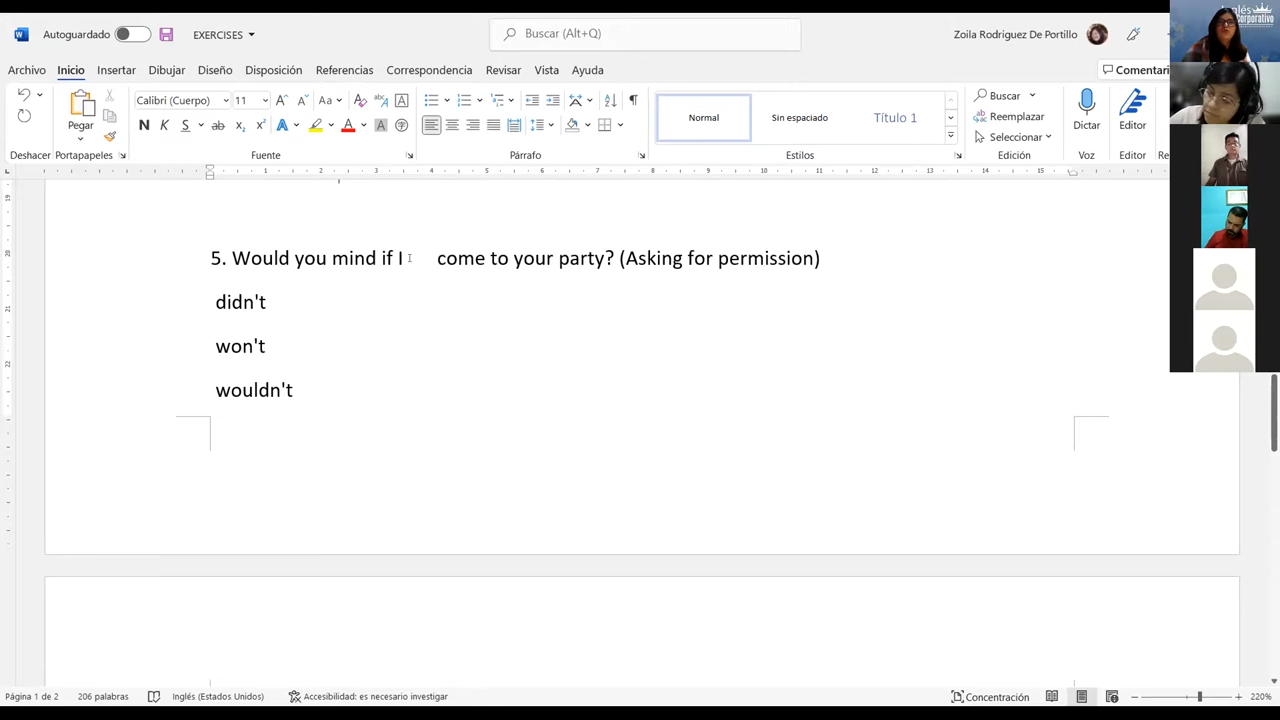 Autoguardado
EXERCISES
Buscar (Alt+Q)
Zoila Rodriguez De Portillo
Inglés
Corporativo
Archivo Inicio Insertar Dibujar Diseño Disposición Referencias Correspondencia Revisar Vista Ayuda
Comentari
Pegar
Calibri (Cuerpo) 11
Normal
Sin espaciado
Título 1
Buscar
Reemplazar
Seleccionar
Dictar
Editor
Deshacer Portapapeles Fuente Párrafo Estilos Edición Voz Editor Re
5. Would you mind if I come to your party? (Asking for permission)
didn't
won't
wouldn't
Página 1 de 2 206 palabras Inglés (Estados Unidos) Accesibilidad: es necesario investigar Concentración 220%